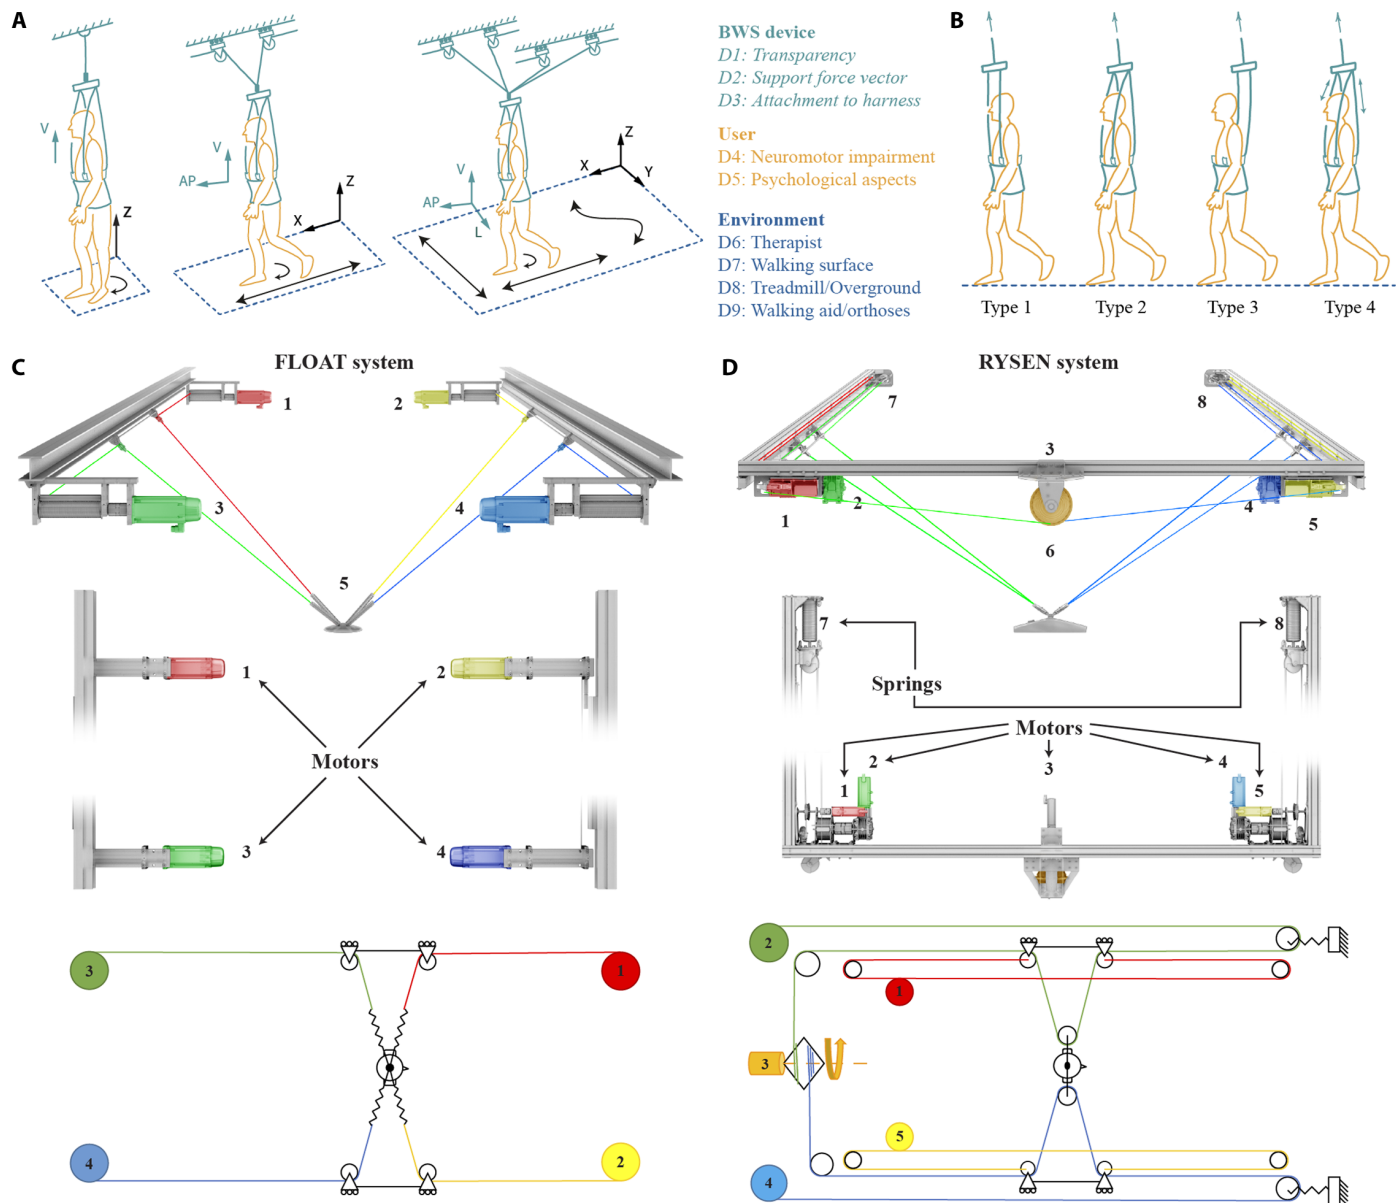 A
V
Z
V
AP
X
Z
V
AP
L
X
Z
Y
BWS device
D1: Transparency
D2: Support force vector
D3: Attachment to harness
User
D4: Neuromotor impairment
D5: Psychological aspects
Environment
D6: Therapist
D7: Walking surface
D8: Treadmill/Overground
D9: Walking aid/orthoses
B
Type 1 Type 2 Type 3 Type 4
C
FLOAT system
1
2
3
4
5
1
2
Motors
3
4
3
1
4
2
D
RYSEN system
7
8
3
1
2
4
5
6
7
8
Springs
Motors
1
2
3
4
5
2
1
3
5
4